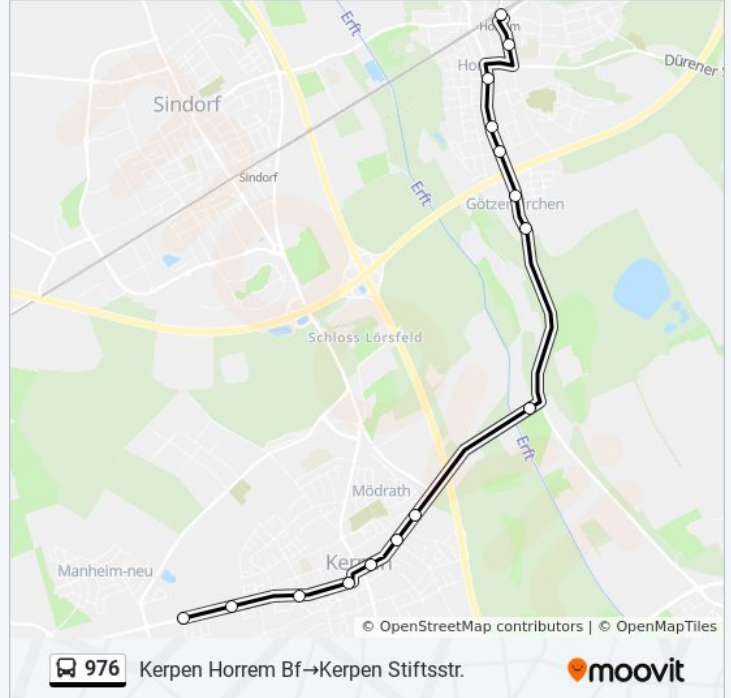 Erft
Horrem
Dürener
Sindorf
Sindorf
Erft
Götzenkirchen
Schloss Lörsfeld
Erft
Mödrath
Kerpen
Manheim-neu
© OpenStreetMap contributors | © OpenMapTiles
976 Kerpen Horrem Bf→Kerpen Stiftsstr.
moovit